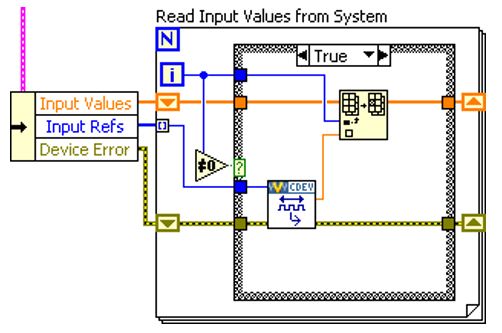 Read Input Values from System
N
i
True
Input Values
Input Refs
Device Error
≠0
?
CDEV